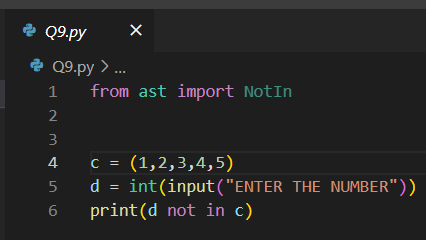 Q9.py ×
Q9.py > ...
1 from ast import NotIn
2
3
4 c = (1,2,3,4,5)
5 d = int(input("ENTER THE NUMBER"))
6 print(d not in c)